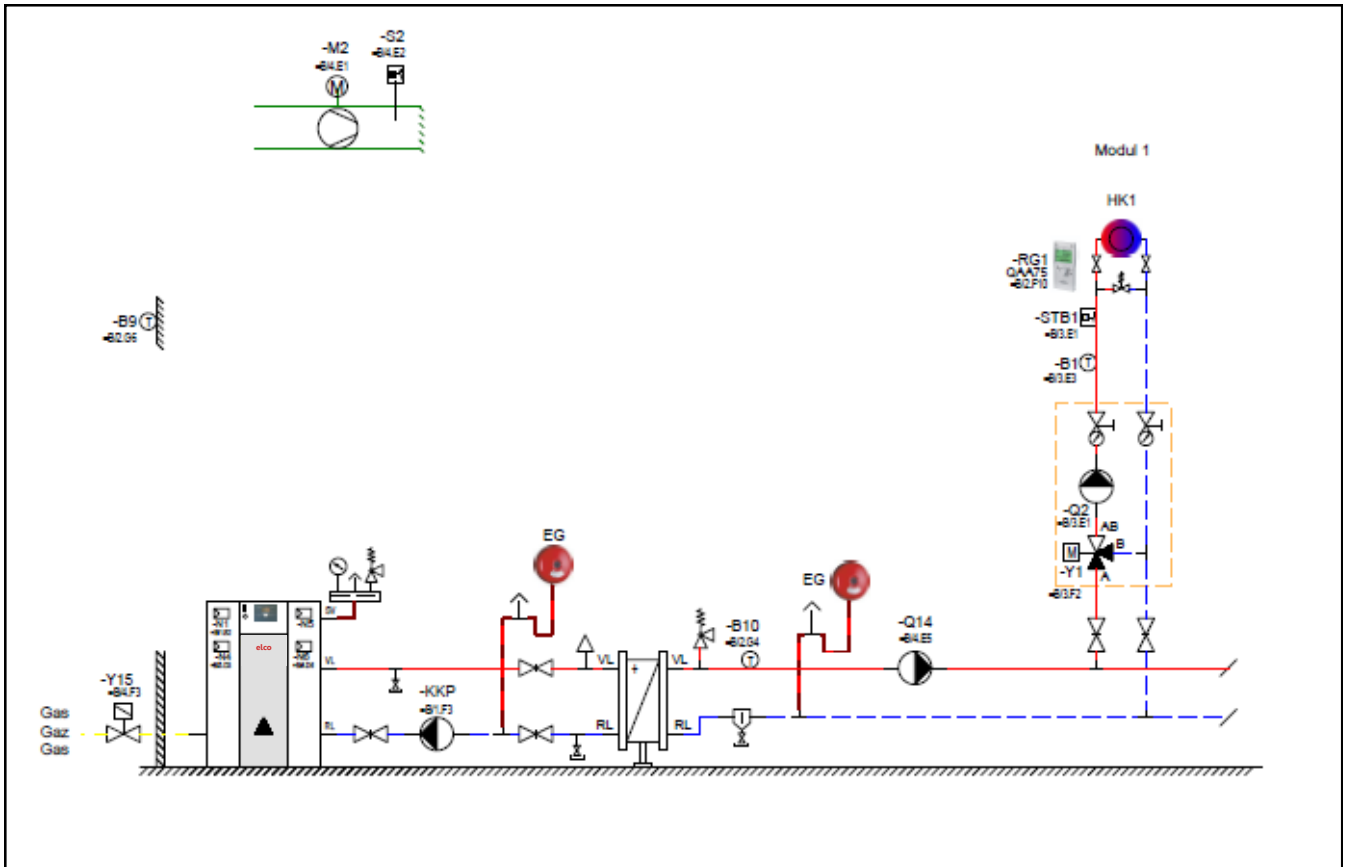 -M2
=B/4.E1
-S2
=B/4.E2
M
Modul 1
HK1
-RG1
QAA75
=B/2.F10
-B9
T
=B/2.G6
-STB1
=B/3.E1
-B1
T
=B/3.E3
-Q2
=B/3.E1
AB
B
M
-Y1
A
=B/3.F2
EG
EG
-N1
SV
elco
-B10
=B/2.G4
T
-Q14
=B/4.E5
VL
VL
VL
-Y15
=B/4.F3
-KKP
=B/1.F3
Gas
Gaz
Gas
RL
RL
RL